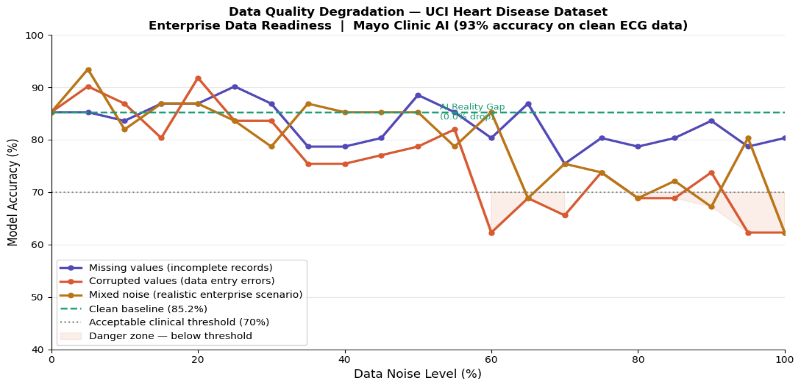 Data Quality Degradation — UCI Heart Disease Dataset
Enterprise Data Readiness  |  Mayo Clinic AI (93% accuracy on clean ECG data)
Model Accuracy (%)
100
90
80
70
60
50
40
AI Reality Gap
(0.0% drop)
Missing values (incomplete records)
Corrupted values (data entry errors)
Mixed noise (realistic enterprise scenario)
Clean baseline (85.2%)
Acceptable clinical threshold (70%)
Danger zone — below threshold
0 20 40 60 80 100
Data Noise Level (%)